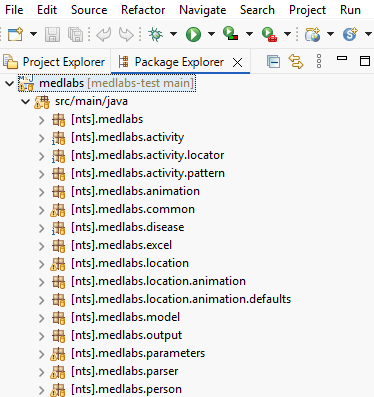 File Edit Source Refactor Navigate Search Project Run
Project Explorer Package Explorer
medlabs [medlabs-test main]
src/main/java
[nts].medlabs
[nts].medlabs.activity
[nts].medlabs.activity.locator
[nts].medlabs.activity.pattern
[nts].medlabs.animation
[nts].medlabs.common
[nts].medlabs.disease
[nts].medlabs.excel
[nts].medlabs.location
[nts].medlabs.location.animation
[nts].medlabs.location.animation.defaults
[nts].medlabs.model
[nts].medlabs.output
[nts].medlabs.parameters
[nts].medlabs.parser
[nts].medlabs.person